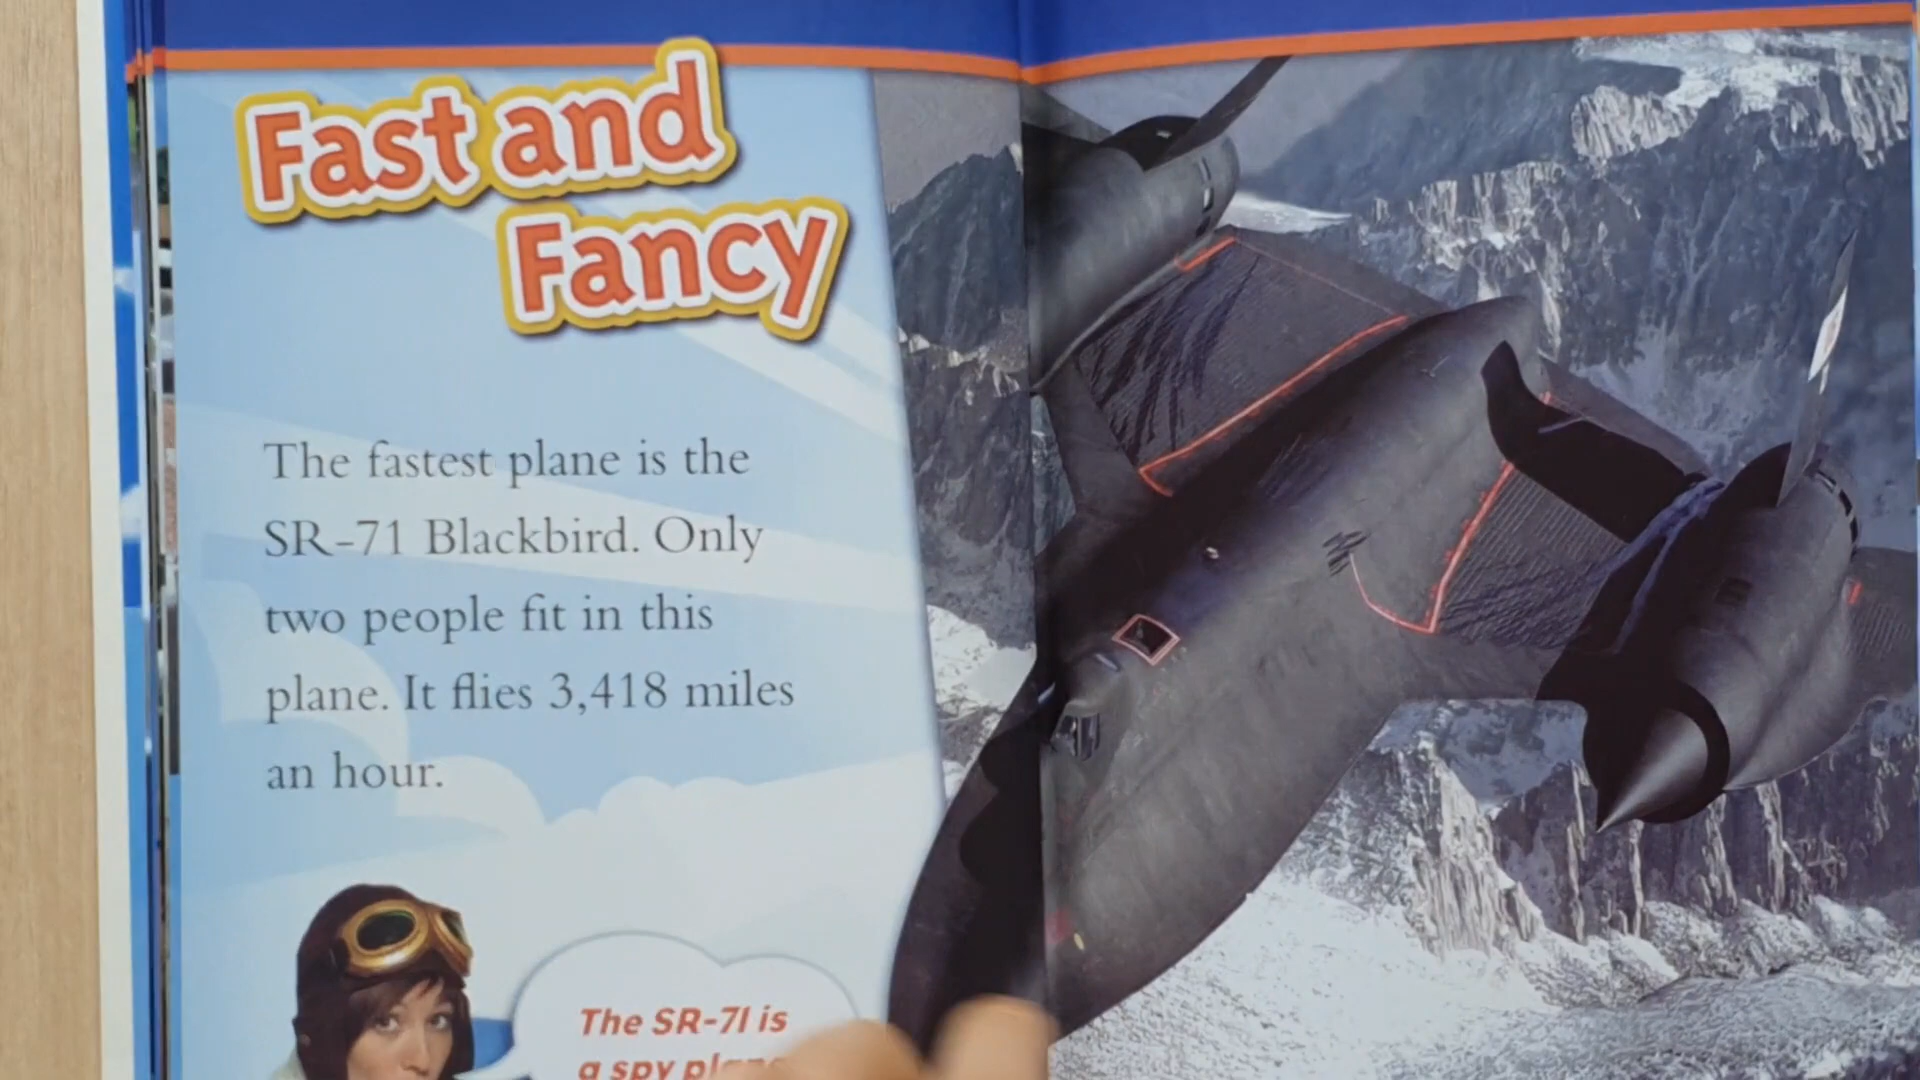 Fast and
Fancy
The fastest plane is the
SR-71 Blackbird. Only
two people fit in this
plane. It flies 3,418 miles
an hour.
The SR-71 is
a spy plane